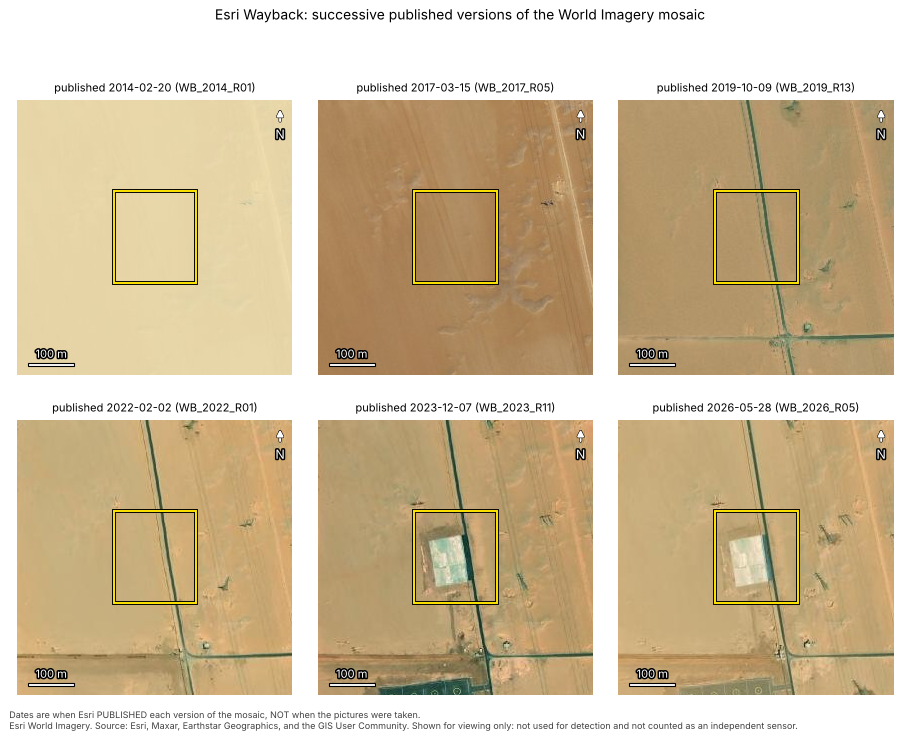 Esri Wayback: successive published versions of the World Imagery mosaic
published 2014-02-20 (WB_2014_R01)
published 2017-03-15 (WB_2017_R05)
published 2019-10-09 (WB_2019_R13)
N
N
N
100 m
100 m
100 m
published 2022-02-02 (WB_2022_R01)
published 2023-12-07 (WB_2023_R11)
published 2026-05-28 (WB_2026_R05)
N
N
N
100 m
100 m
100 m
Dates are when Esri PUBLISHED each version of the mosaic, NOT when the pictures were taken.
Esri World Imagery. Source: Esri, Maxar, Earthstar Geographics, and the GIS User Community. Shown for viewing only: not used for detection and not counted as an independent sensor.